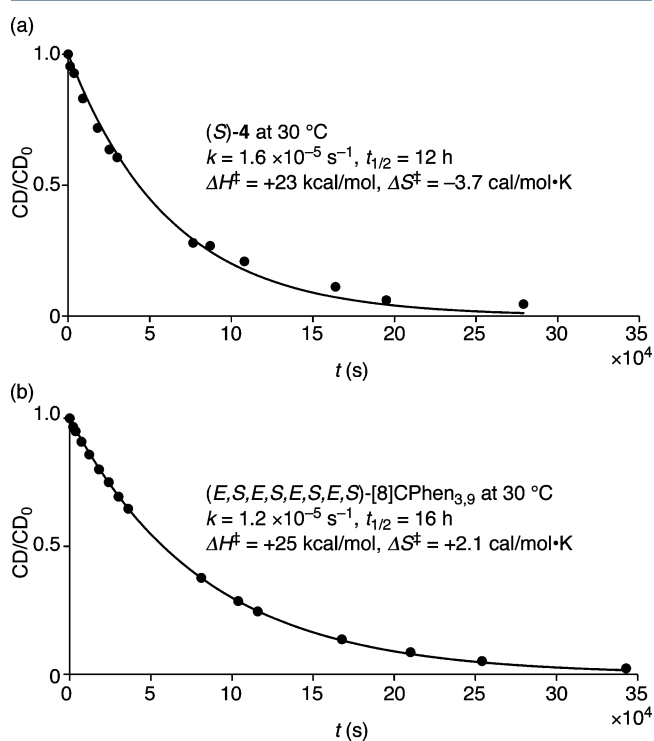 (a)
1.0
CD/CD₀
0.5
0
(S)-4 at 30 °C
k = 1.6 ×10⁻⁵ s⁻¹, t₁/₂ = 12 h
ΔH‡ = +23 kcal/mol, ΔS‡ = –3.7 cal/mol•K
0 5 10 15 20 25 30 35
×10⁴
t (s)
(b)
1.0
CD/CD₀
0.5
0
(E,S,E,S,E,S,E,S)-[8]CPhen₃,₉ at 30 °C
k = 1.2 ×10⁻⁵ s⁻¹, t₁/₂ = 16 h
ΔH‡ = +25 kcal/mol, ΔS‡ = +2.1 cal/mol•K
0 5 10 15 20 25 30 35
×10⁴
t (s)